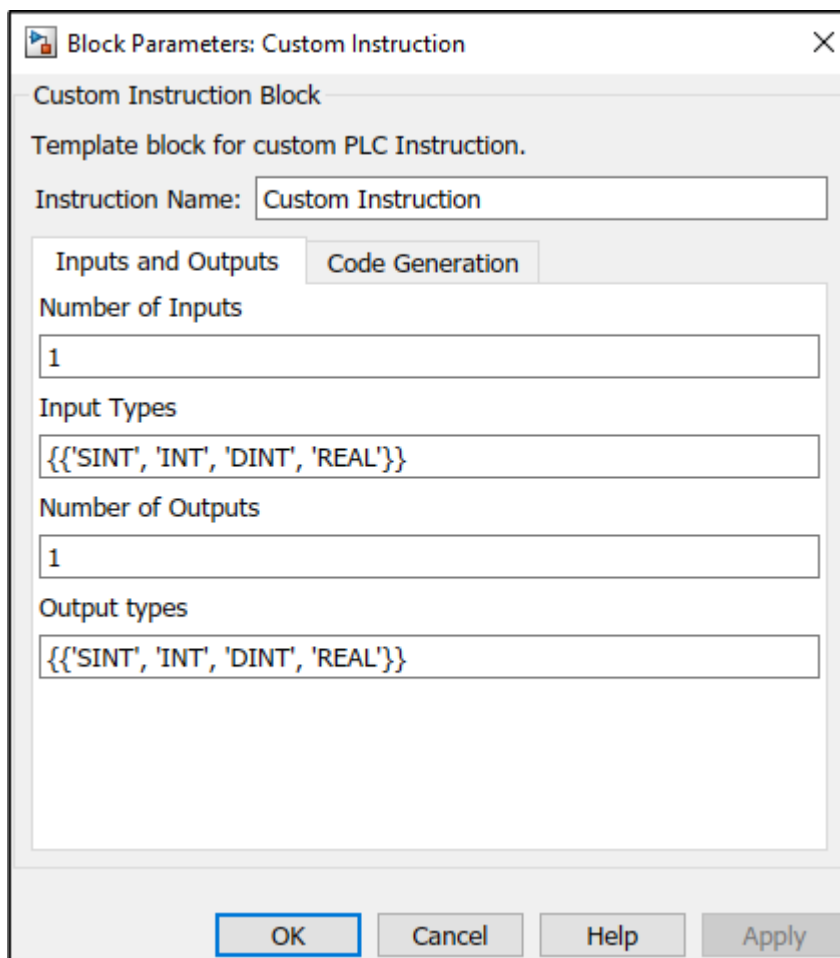 Block Parameters: Custom Instruction
Custom Instruction Block
Template block for custom PLC Instruction.
Instruction Name: Custom Instruction
Inputs and Outputs Code Generation
Number of Inputs
1
Input Types
{{'SINT', 'INT', 'DINT', 'REAL'}}
Number of Outputs
1
Output types
{{'SINT', 'INT', 'DINT', 'REAL'}}
OK Cancel Help Apply